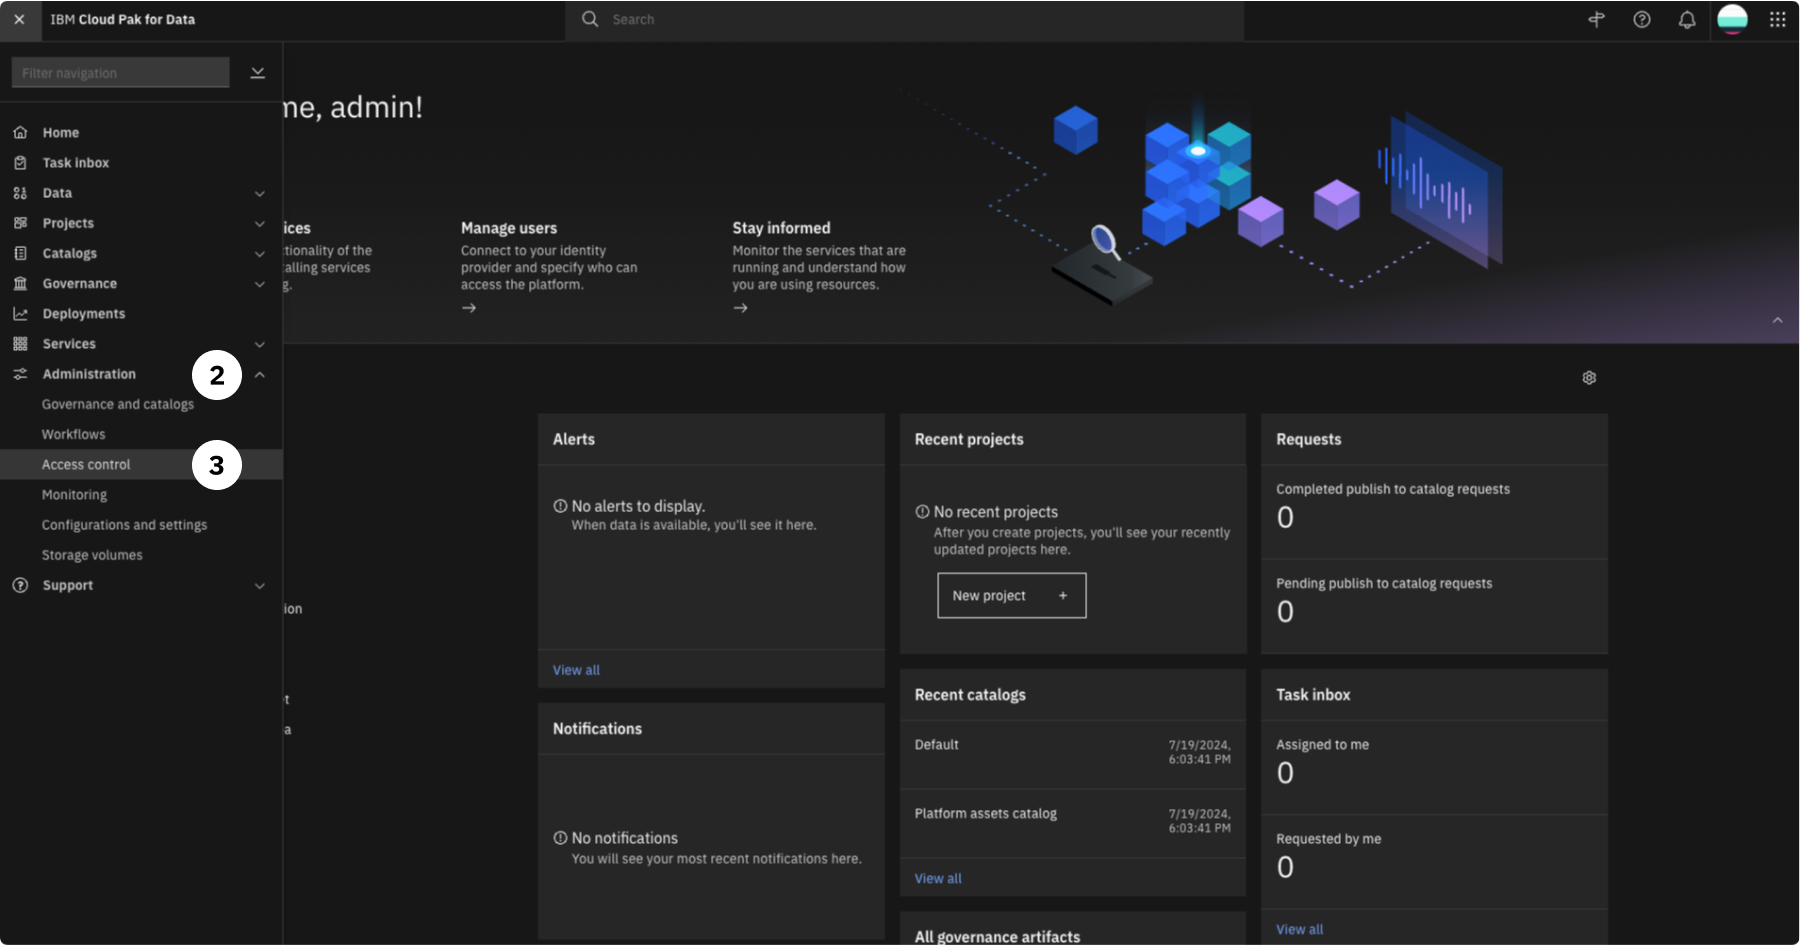 IBM Cloud Pak for Data
Search
Filter navigation
Home
Task inbox
Data
Projects
Catalogs
Governance
Deployments
Services
Administration
2
Governance and catalogs
Workflows
Access control
3
Monitoring
Configurations and settings
Storage volumes
Support
me, admin!
ices
ctionality of the
alling services
g.
Manage users
Connect to your identity
provider and specify who can
access the platform.
Stay informed
Monitor the services that are
running and understand how
you are using resources.
ion
t
a
Alerts
No alerts to display.
When data is available, you'll see it here.
View all
Notifications
No notifications
You will see your most recent notifications here.
Recent projects
No recent projects
After you create projects, you'll see your recently
updated projects here.
New project +
Recent catalogs
Default
7/19/2024,
6:03:41 PM
Platform assets catalog
7/19/2024,
6:03:41 PM
View all
All governance artifacts
Requests
Completed publish to catalog requests
0
Pending publish to catalog requests
0
Task inbox
Assigned to me
0
Requested by me
0
View all